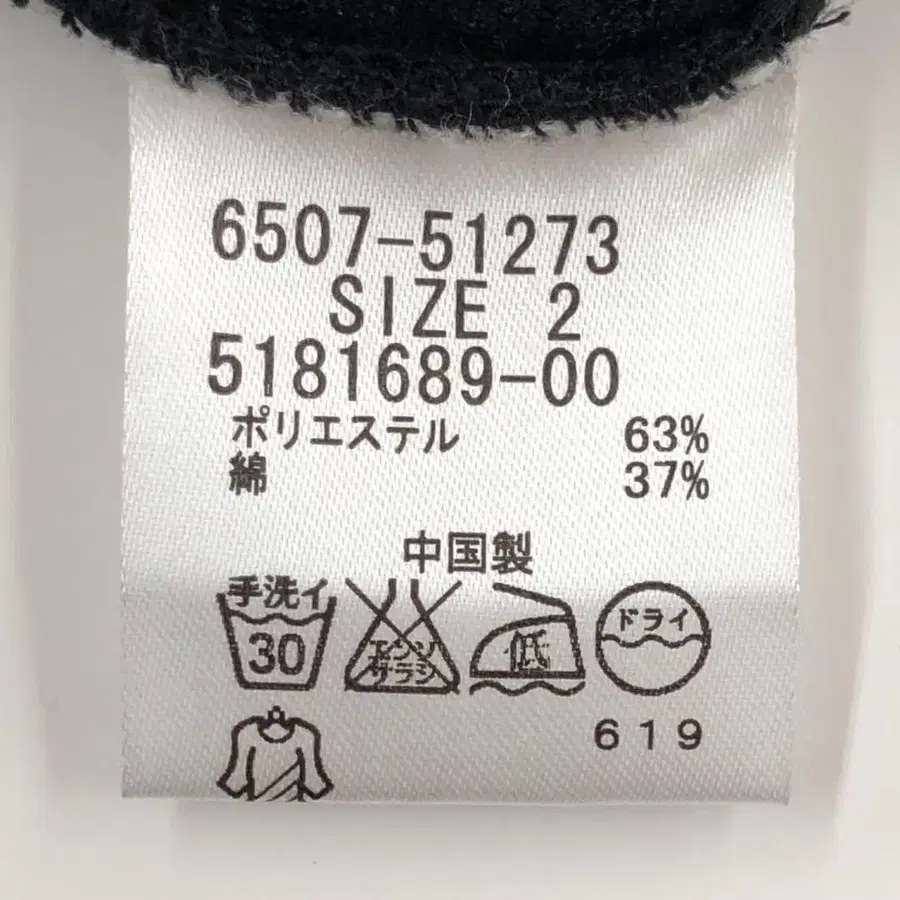 6507-51273
SIZE 2
5181689-00
ポリエステル 63%
綿 37%
中国製
手洗イ
30
エンソ
サラシ
低
ドライ
619